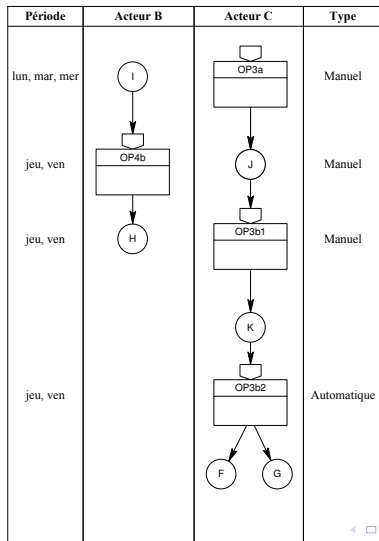 Période Acteur B Acteur C Type
lun, mar, mer I OP3a Manuel
OP4b
jeu, ven J Manuel
jeu, ven H OP3b1 Manuel
K
jeu, ven OP3b2 Automatique
F G